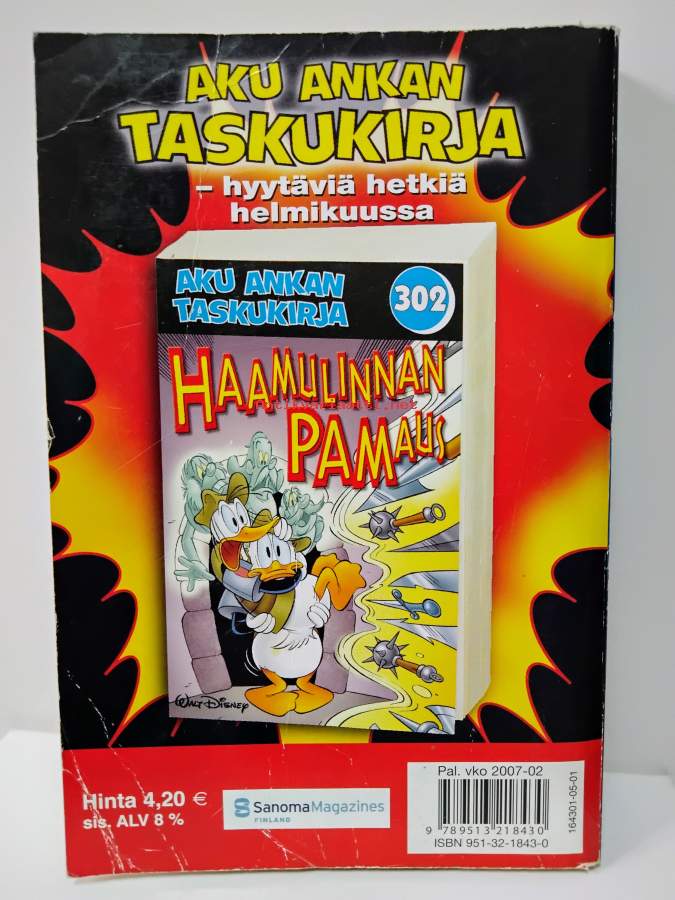 AKU ANKAN
TASKUKIRJA
– hyytäviä hetkiä
helmikuussa
AKU ANKAN
TASKUKIRJA
302
HAAMULINNAN
PAMAUS
WALT DISNEY
Hinta 4,20 €
sis. ALV 8 %
SanomaMagazines
FINLAND
Pal. vko 2007-02
9 789513 218430
ISBN 951-32-1843-0
164301-05-01